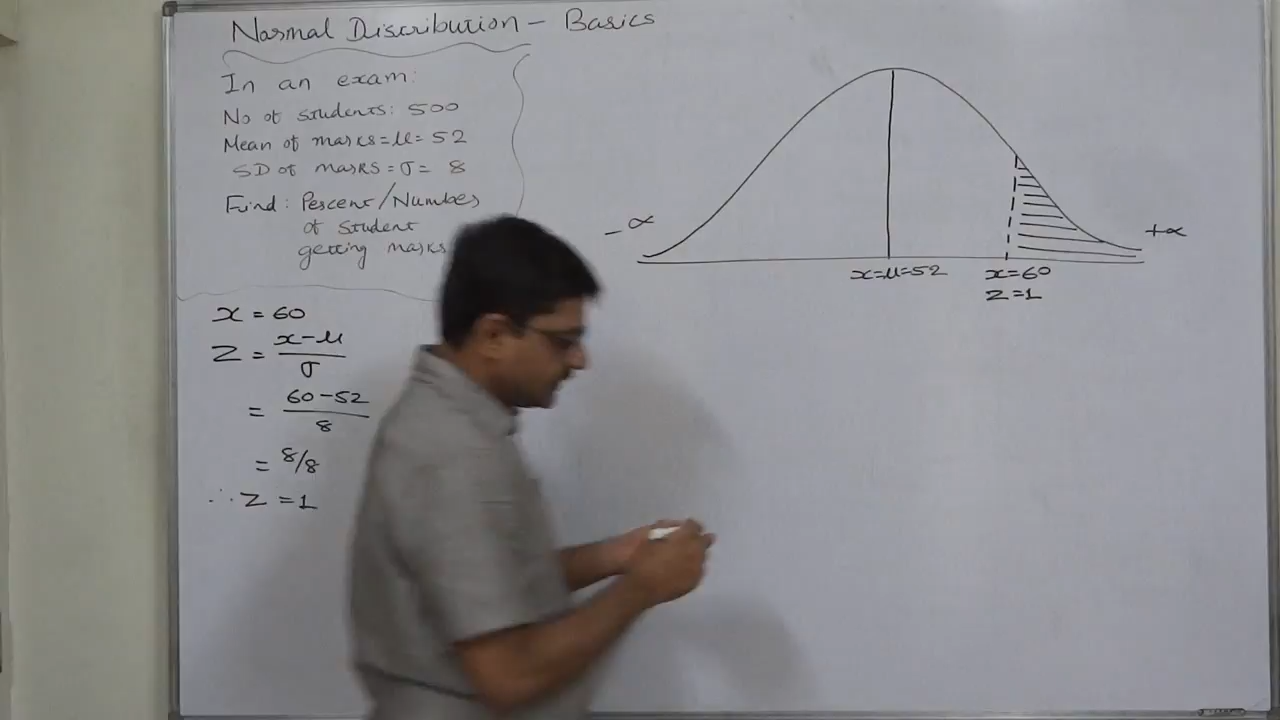 Normal Distribution – Basics
In an exam:
No of students: 500
Mean of marks = μ = 52
SD of marks = σ = 8
Find: Percent/Number
of student
getting marks
x = 60
Z = x-μ / σ
= 60-52 / 8
= 8/8
∴ Z = 1
-∝
+∝
x=μ=52
x=60
Z=1